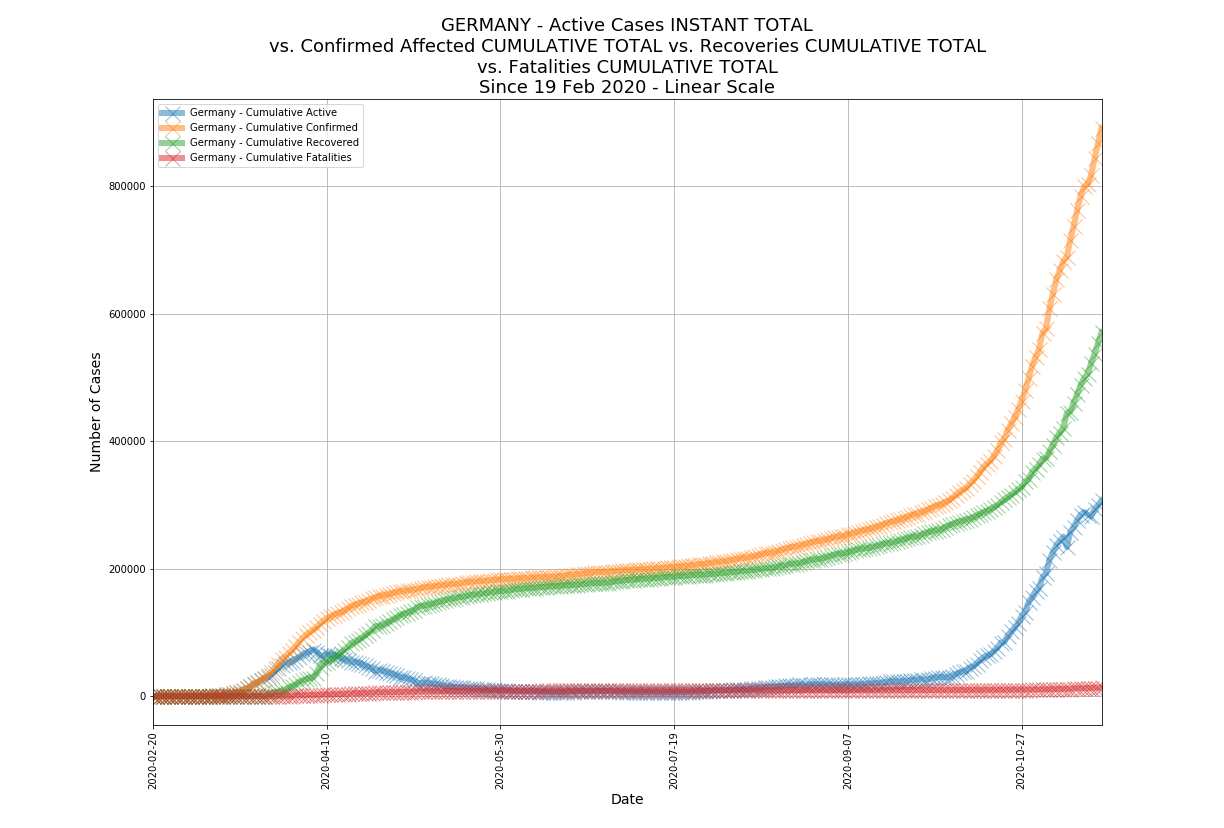 GERMANY - Active Cases INSTANT TOTAL
vs. Confirmed Affected CUMULATIVE TOTAL vs. Recoveries CUMULATIVE TOTAL
vs. Fatalities CUMULATIVE TOTAL
Since 19 Feb 2020 - Linear Scale
Germany - Cumulative Active
Germany - Cumulative Confirmed
Germany - Cumulative Recovered
Germany - Cumulative Fatalities
800000
600000
400000
200000
0
Number of Cases
2020-02-20
2020-04-10
2020-05-30
2020-07-19
2020-09-07
2020-10-27
Date